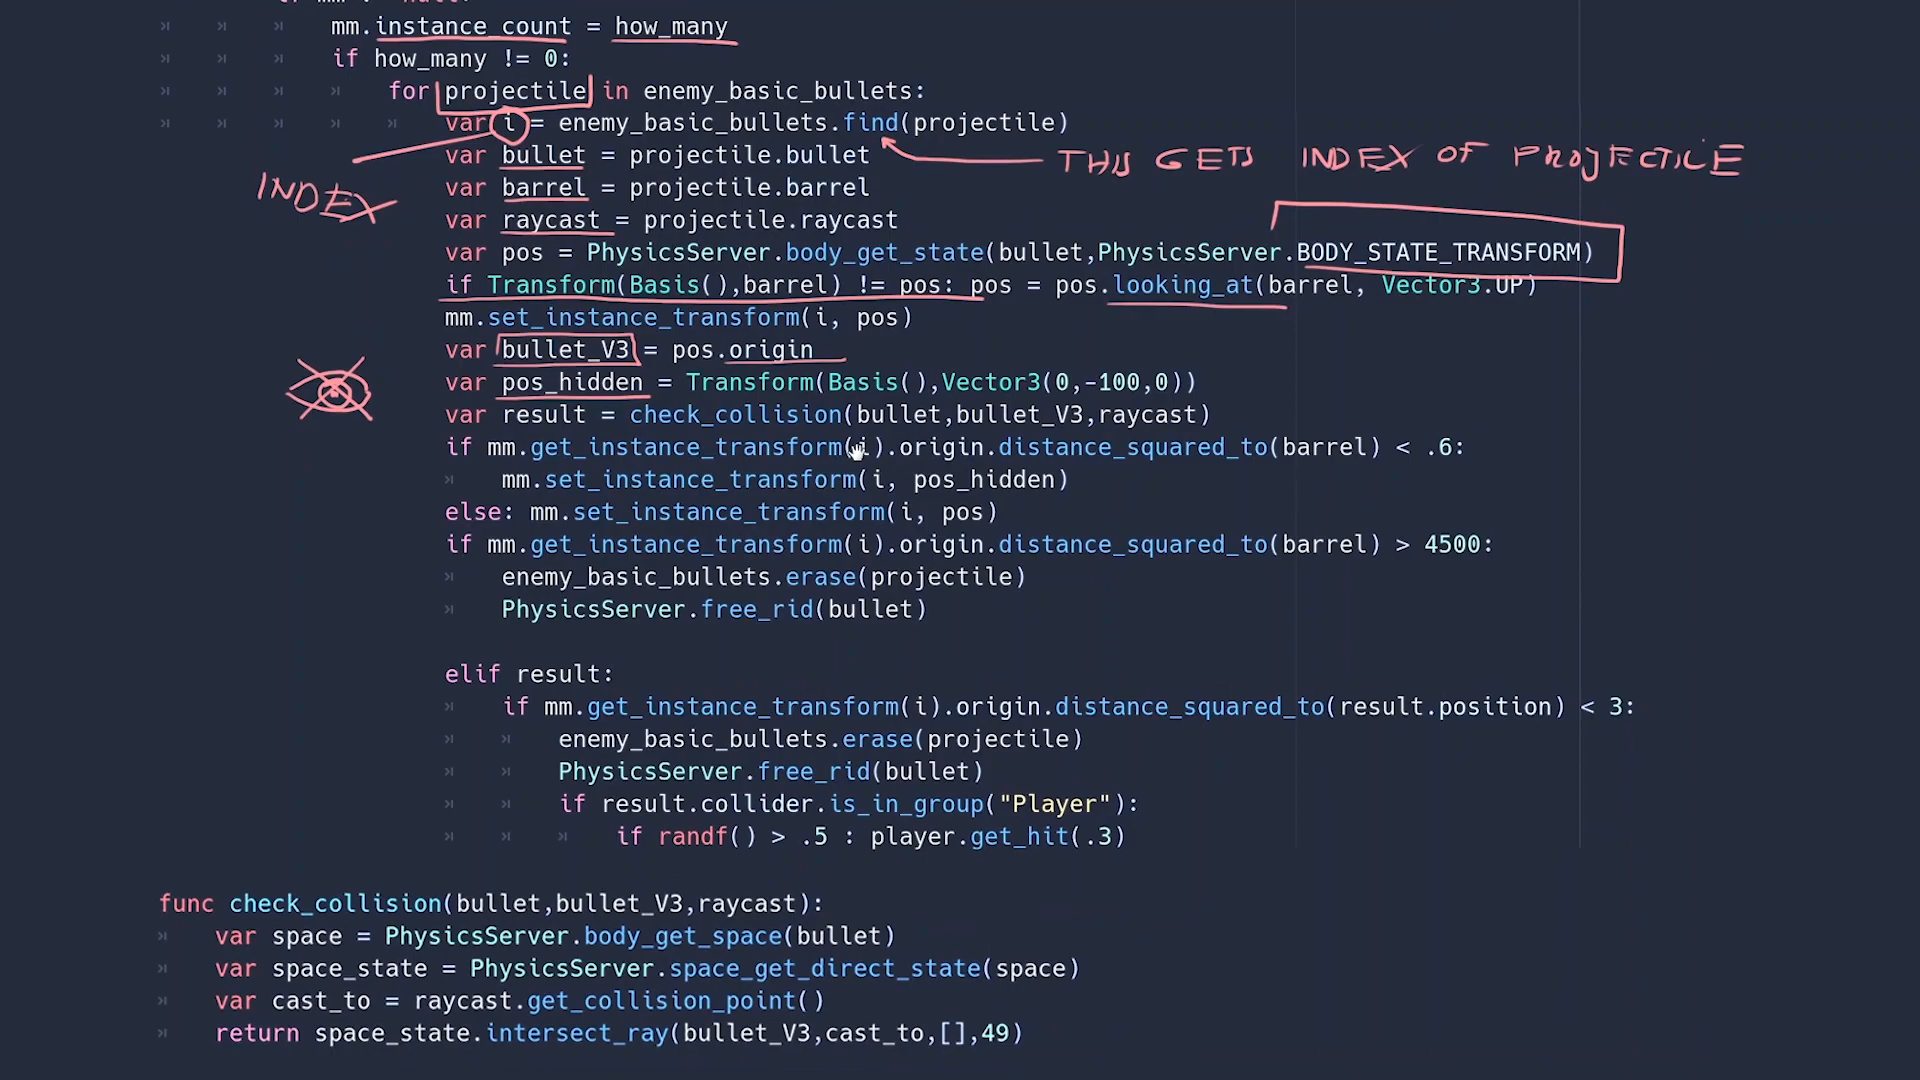 mm.instance_count = how_many
if how_many != 0:
for projectile in enemy_basic_bullets:
var i = enemy_basic_bullets.find(projectile)
var bullet = projectile.bullet
THIS GETS INDEX OF PROJECTILE
var barrel = projectile.barrel
INDEX
var raycast = projectile.raycast
var pos = PhysicsServer.body_get_state(bullet,PhysicsServer.BODY_STATE_TRANSFORM)
if Transform(Basis(),barrel) != pos: pos = pos.looking_at(barrel, Vector3.UP)
mm.set_instance_transform(i, pos)
var bullet_V3 = pos.origin
var pos_hidden = Transform(Basis(),Vector3(0,-100,0))
var result = check_collision(bullet,bullet_V3,raycast)
if mm.get_instance_transform(i).origin.distance_squared_to(barrel) < .6:
mm.set_instance_transform(i, pos_hidden)
else: mm.set_instance_transform(i, pos)
if mm.get_instance_transform(i).origin.distance_squared_to(barrel) > 4500:
enemy_basic_bullets.erase(projectile)
PhysicsServer.free_rid(bullet)
elif result:
if mm.get_instance_transform(i).origin.distance_squared_to(result.position) < 3:
enemy_basic_bullets.erase(projectile)
PhysicsServer.free_rid(bullet)
if result.collider.is_in_group("Player"):
if randf() > .5 : player.get_hit(.3)
func check_collision(bullet,bullet_V3,raycast):
var space = PhysicsServer.body_get_space(bullet)
var space_state = PhysicsServer.space_get_direct_state(space)
var cast_to = raycast.get_collision_point()
return space_state.intersect_ray(bullet_V3,cast_to,[],49)